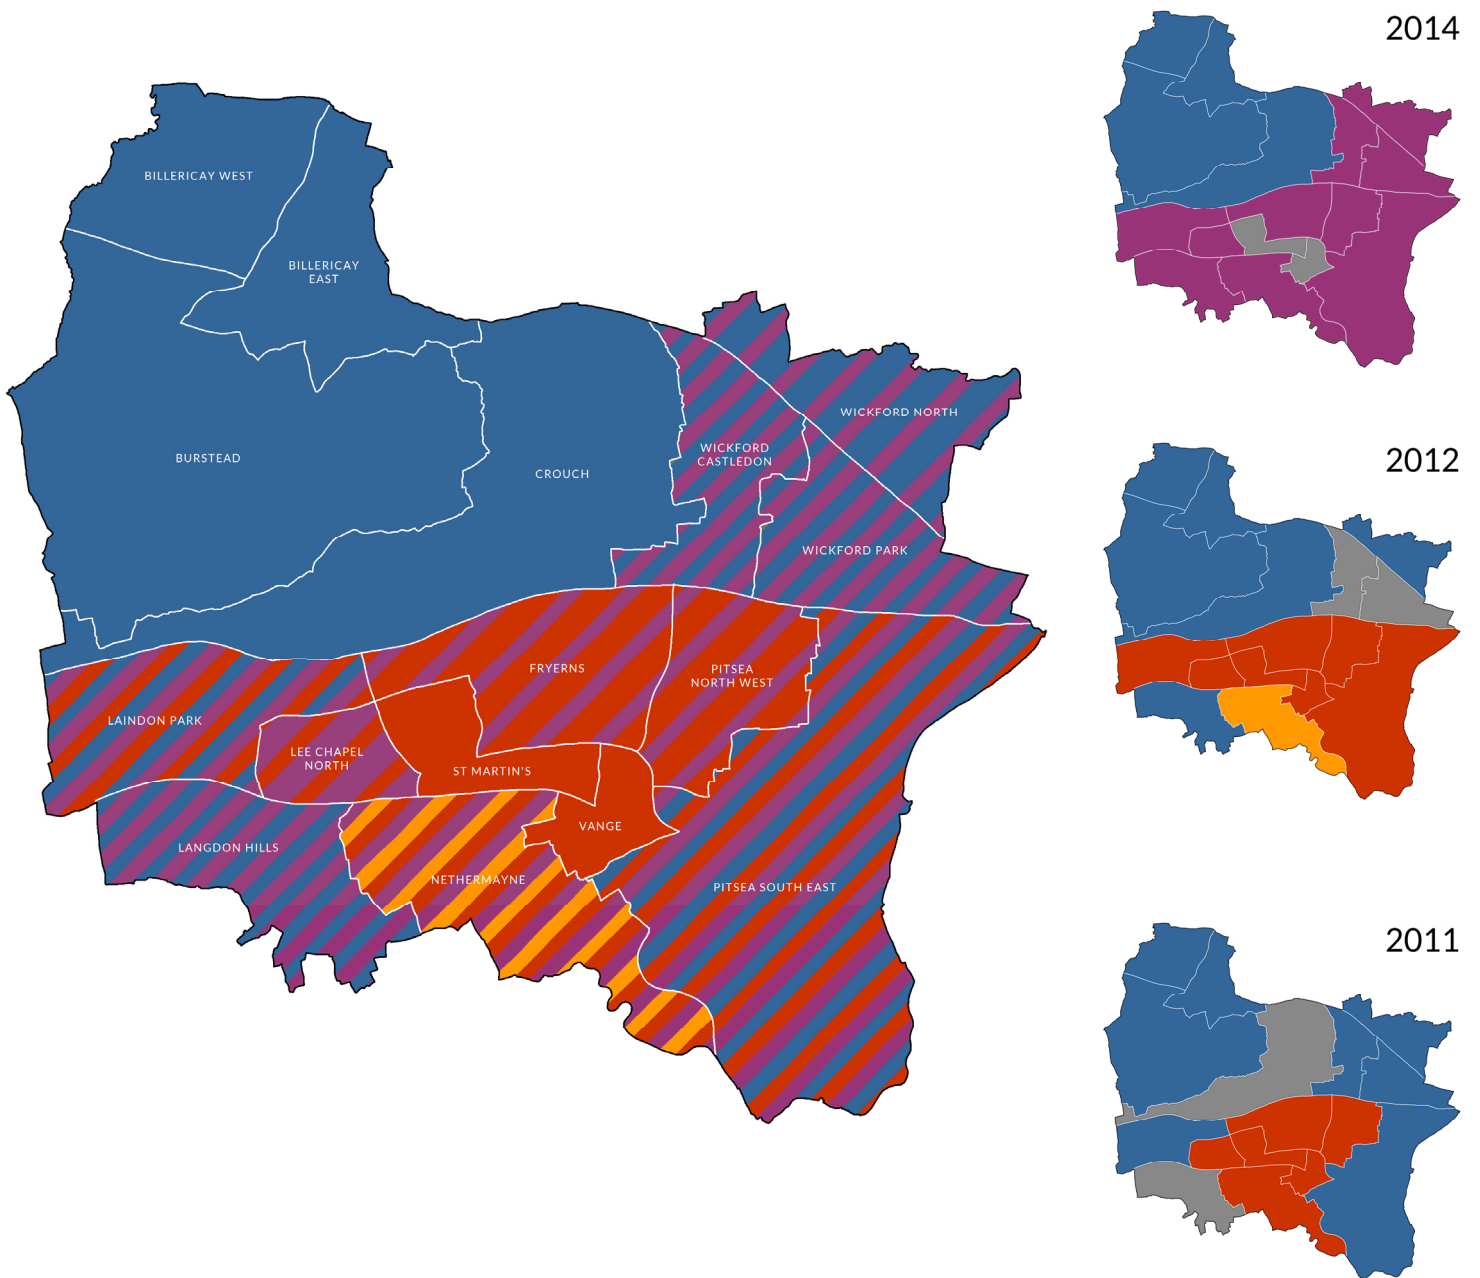 2014
BILLERICAY WEST
BILLERICAY
EAST
WICKFORD NORTH
WICKFORD
CASTLEDON
BURSTEAD
CROUCH
2012
WICKFORD PARK
FRYERNS
PITSEA
NORTH WEST
LAINDON PARK
LEE CHAPEL
NORTH
ST MARTIN'S
VANGE
LANGDON HILLS
NETHERMAYNE
PITSEA SOUTH EAST
2011